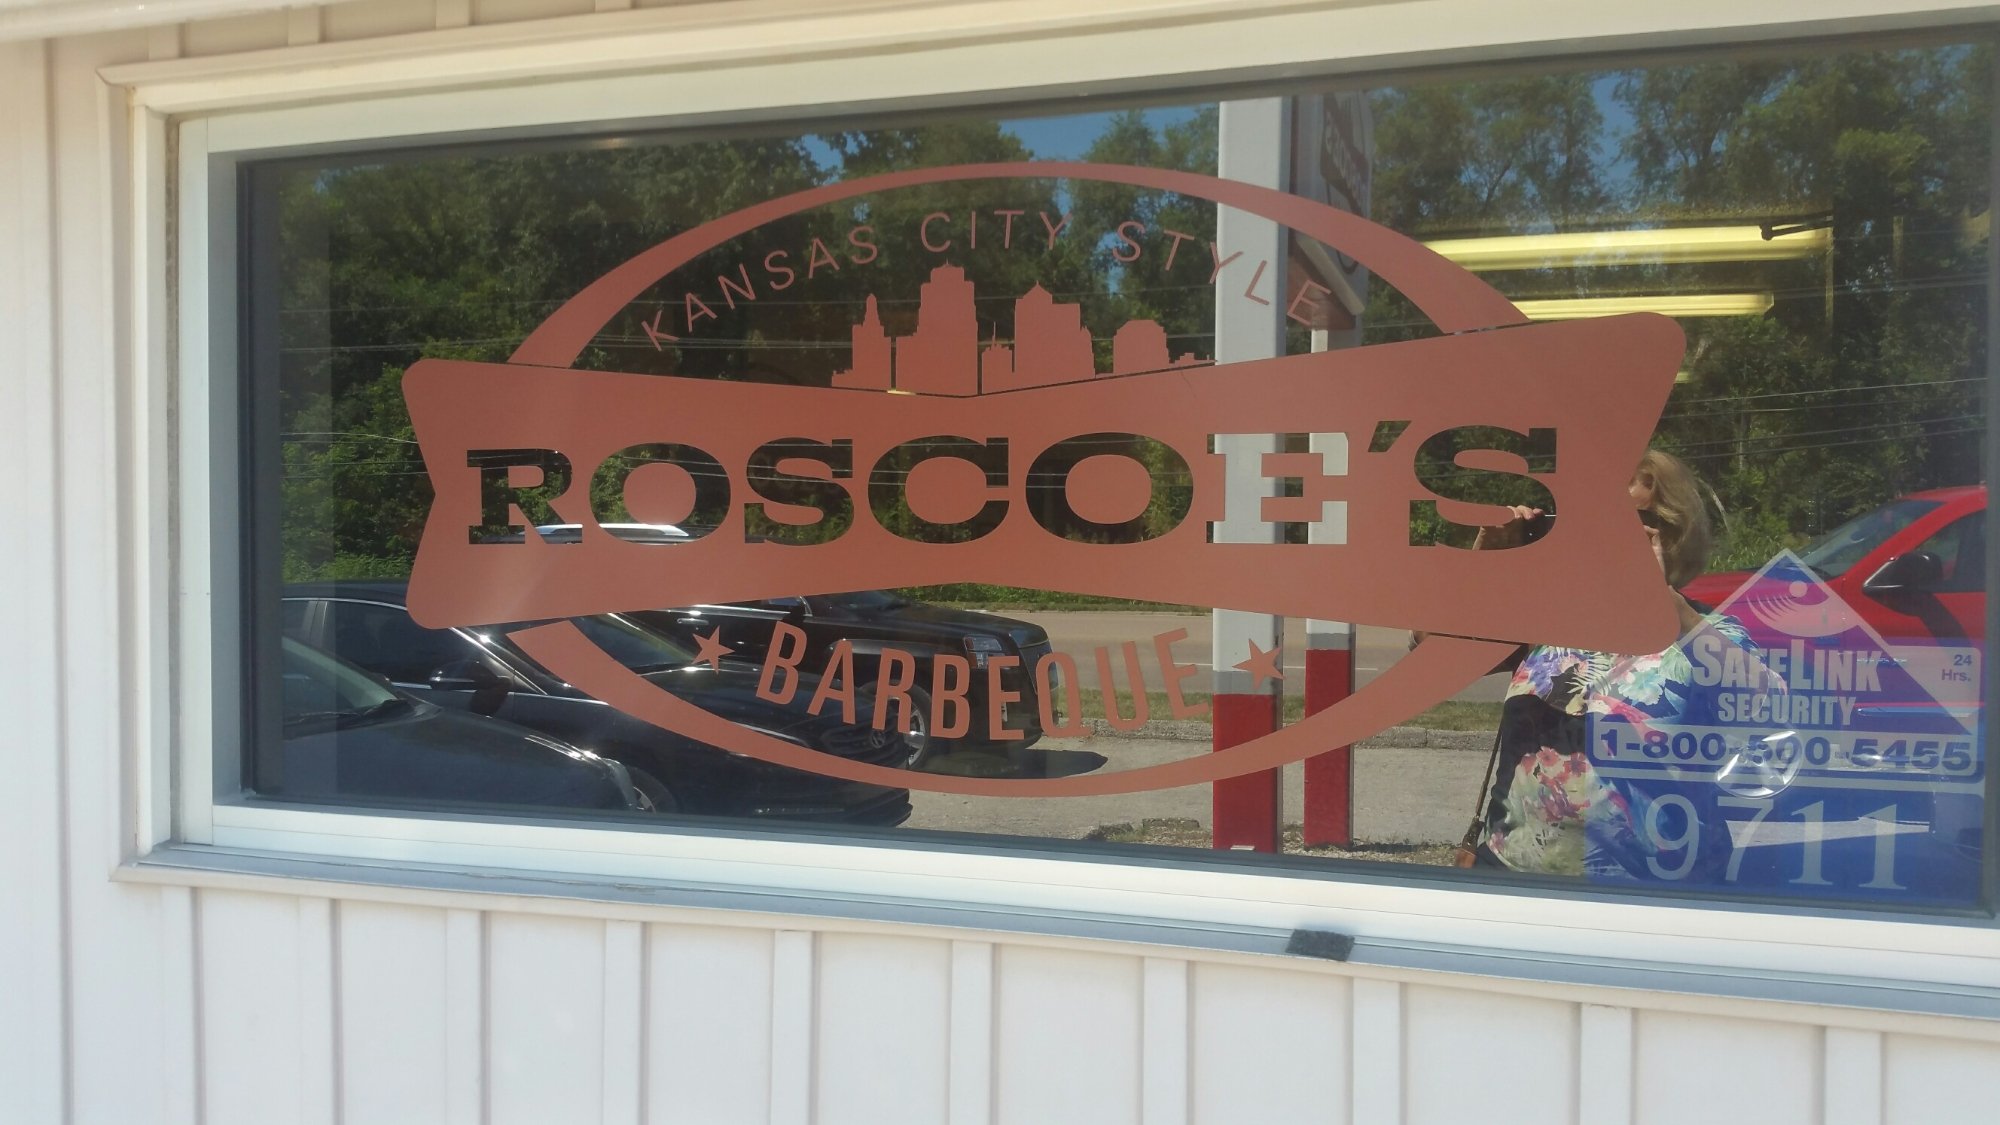 KANSAS CITY STYLE
ROSCOE'S
★ BARBEQUE ★
SAFELINK
24
Hrs.
SECURITY
1-800-500-5455
9711